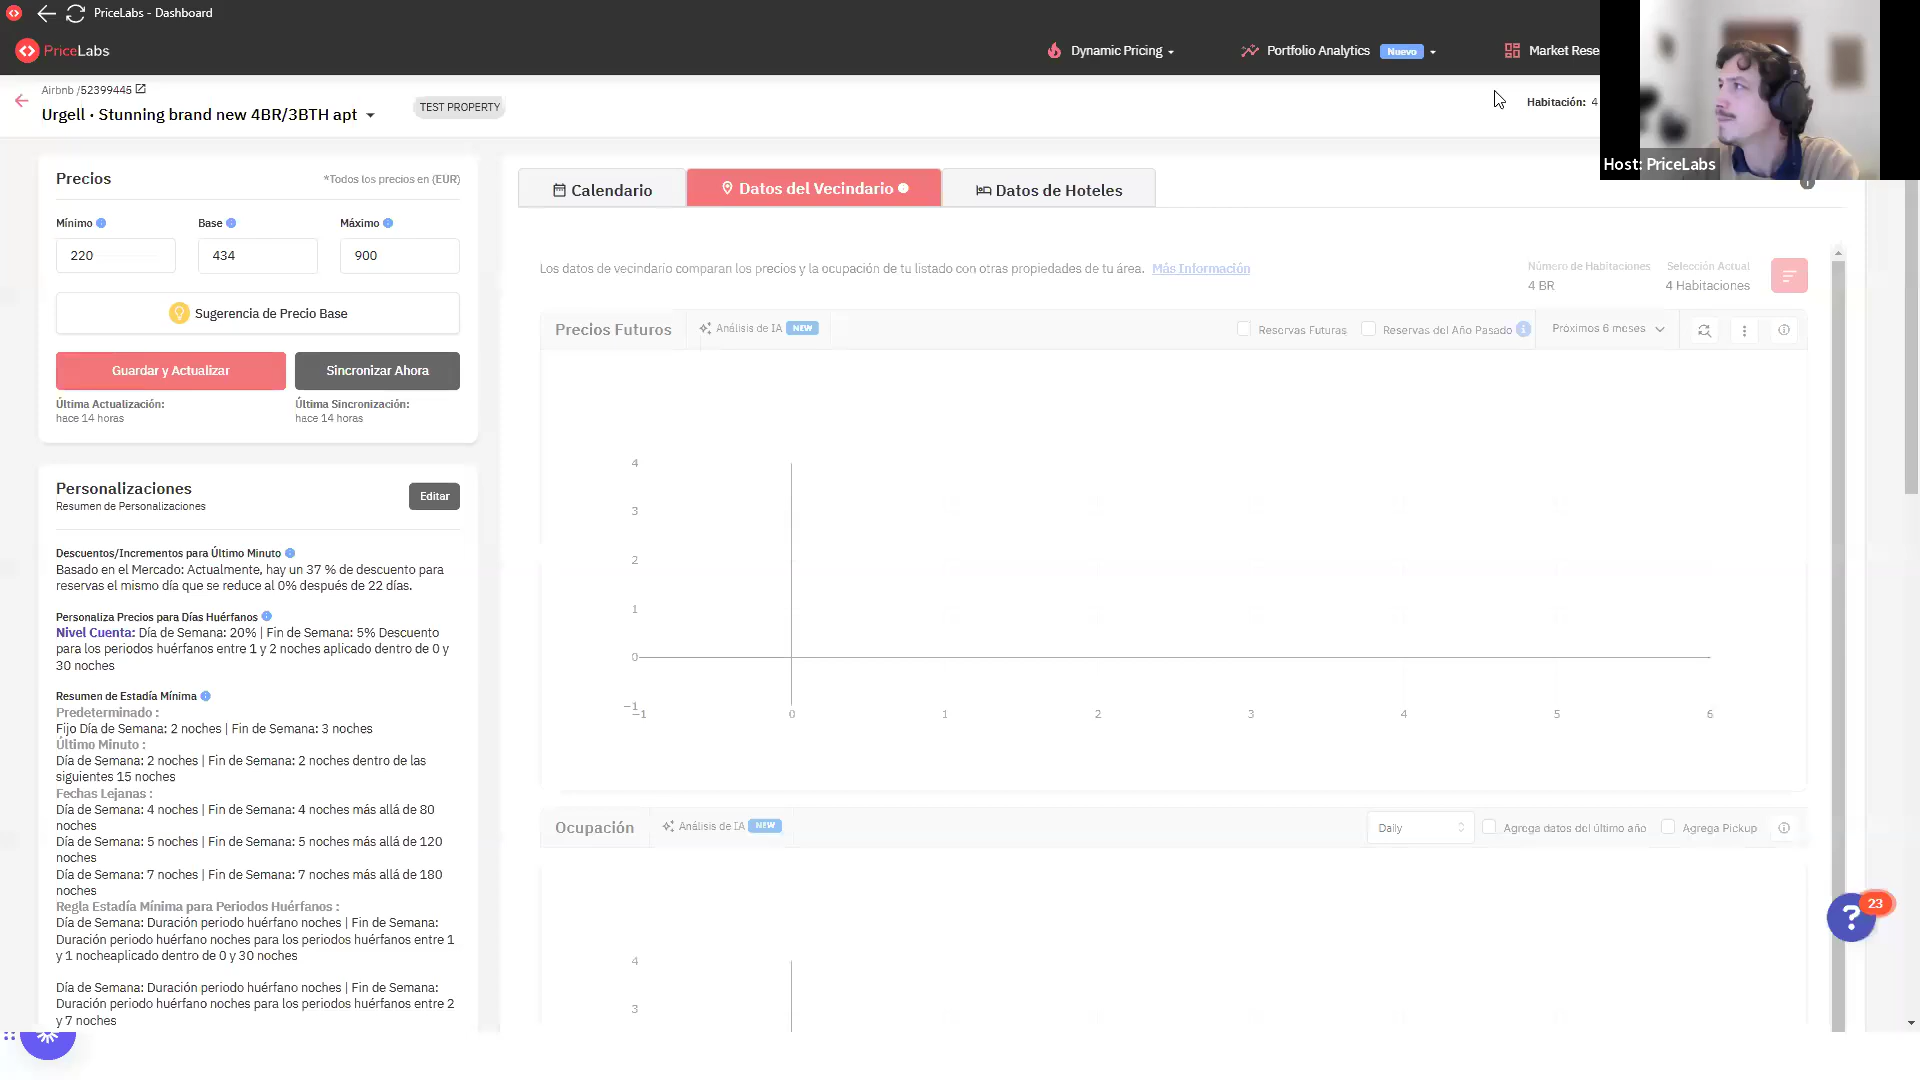 PriceLabs - Dashboard
PriceLabs
Dynamic Pricing
Portfolio Analytics
Nuevo
Market Rese
Airbnb /52399445
Urgell • Stunning brand new 4BR/3BTH apt
TEST PROPERTY
Habitación: 4
Host: PriceLabs
Precios
*Todos los precios en (EUR)
Mínimo
Base
Máximo
220
434
900
Sugerencia de Precio Base
Guardar y Actualizar
Sincronizar Ahora
Última Actualización:
hace 14 horas
Última Sincronización:
hace 14 horas
Personalizaciones
Resumen de Personalizaciones
Editar
Descuentos/Incrementos para Último Minuto
Basado en el Mercado: Actualmente, hay un 37 % de descuento para
reservas el mismo día que se reduce al 0% después de 22 días.
Personaliza Precios para Días Huérfanos
Nivel Cuenta: Día de Semana: 20% | Fin de Semana: 5% Descuento
para los periodos huérfanos entre 1 y 2 noches aplicado dentro de 0 y
30 noches
Resumen de Estadía Mínima
Predeterminado :
Fijo Día de Semana: 2 noches | Fin de Semana: 3 noches
Último Minuto :
Día de Semana: 2 noches | Fin de Semana: 2 noches dentro de las
siguientes 15 noches
Fechas Lejanas :
Día de Semana: 4 noches | Fin de Semana: 4 noches más allá de 80
noches
Día de Semana: 5 noches | Fin de Semana: 5 noches más allá de 120
noches
Día de Semana: 7 noches | Fin de Semana: 7 noches más allá de 180
noches
Regla Estadía Mínima para Periodos Huérfanos :
Día de Semana: Duración periodo huérfano noches | Fin de Semana:
Duración periodo huérfano noches para los periodos huérfanos entre 1
y 1 nocheaplicado dentro de 0 y 30 noches
Día de Semana: Duración periodo huérfano noches | Fin de Semana:
Duración periodo huérfano noches para los periodos huérfanos entre 2
y 7 noches
Calendario
Datos del Vecindario
Datos de Hoteles
Los datos de vecindario comparan los precios y la ocupación de tu listado con otras propiedades de tu área. Más Información
Número de Habitaciones
4 BR
Selección Actual
4 Habitaciones
Precios Futuros
Análisis de IA
NEW
Reservas Futuras
Reservas del Año Pasado
Próximos 6 meses
4
3
2
1
0
−1
−1
0
1
2
3
4
5
6
Ocupación
Análisis de IA
NEW
Daily
Agrega datos del último año
Agrega Pickup
4
3
?
23